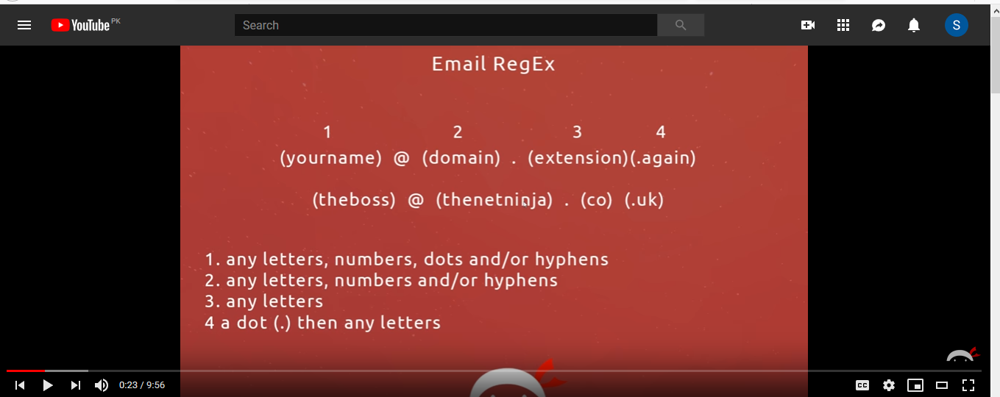 YouTube PK
Search
S
Email RegEx
1 2 3 4
(yourname) @ (domain) . (extension)(.again)
(theboss) @ (thenetninja) . (co) (.uk)
1. any letters, numbers, dots and/or hyphens
2. any letters, numbers and/or hyphens
3. any letters
4 a dot (.) then any letters
0:23 / 9:56
CC